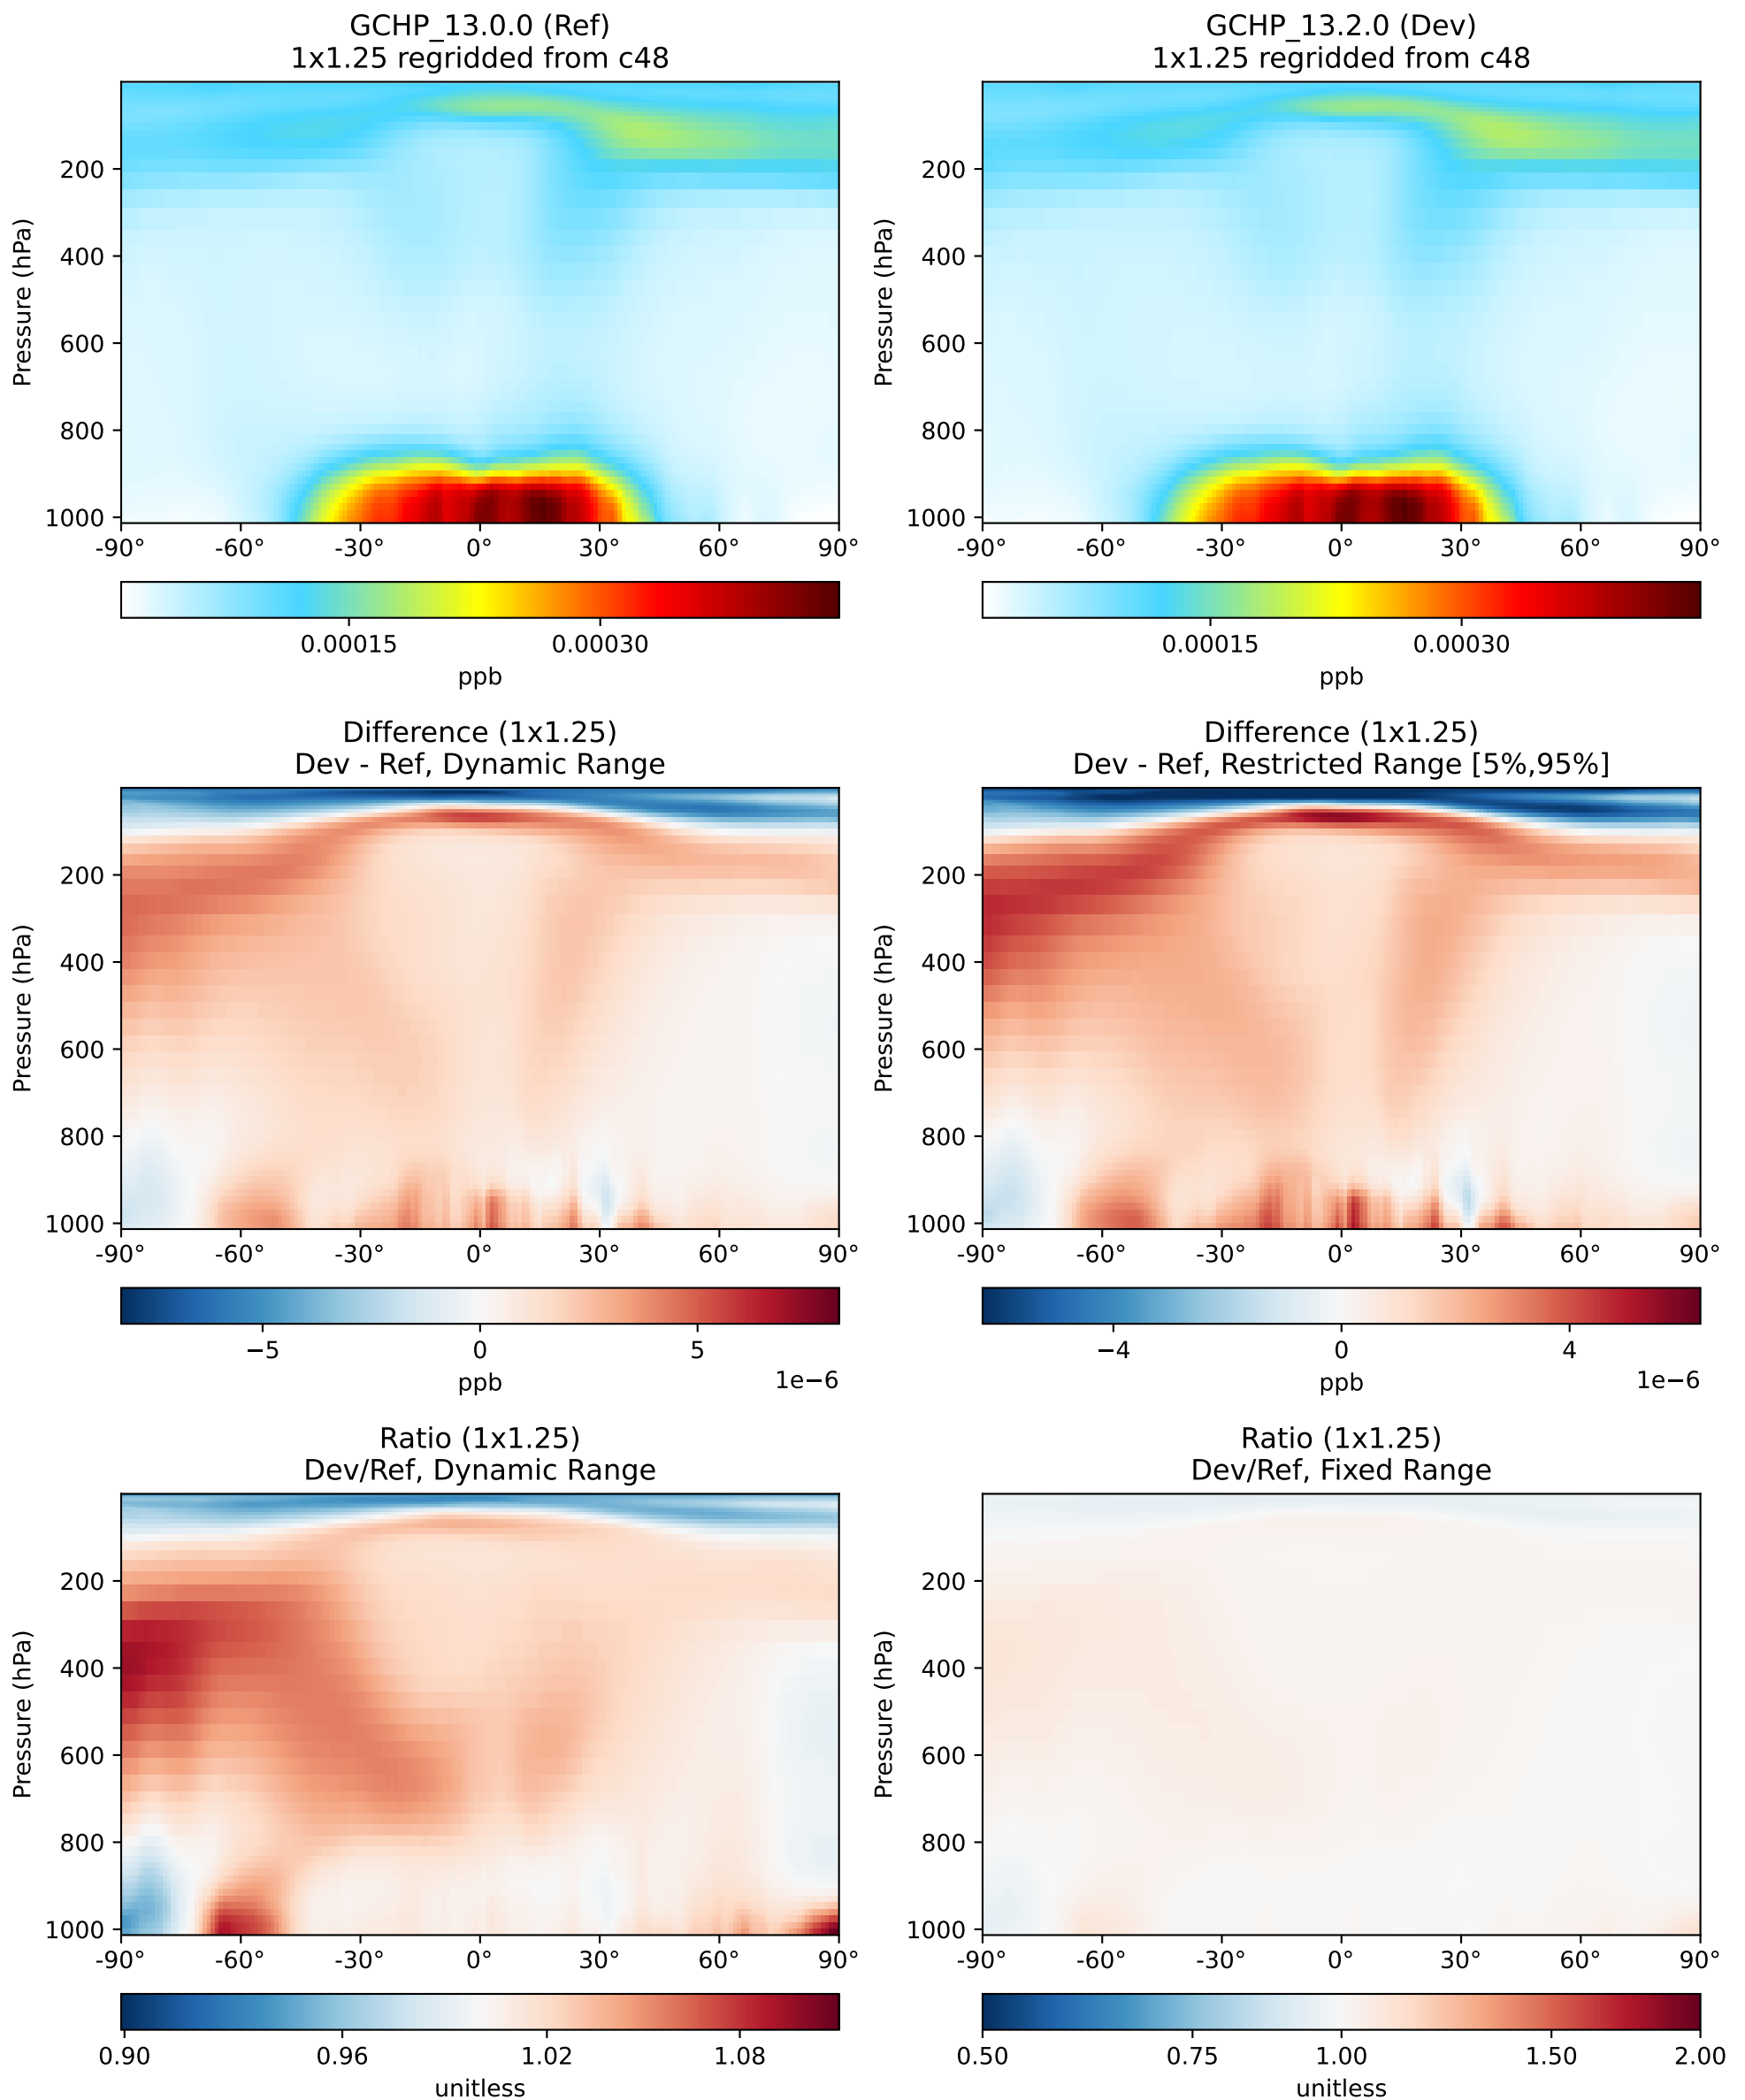 GCHP_13.0.0 (Ref)
1x1.25 regridded from c48
Pressure (hPa)
200
400
600
800
1000
-90° -60° -30° 0° 30° 60° 90°
0.00015 0.00030
ppb
GCHP_13.2.0 (Dev)
1x1.25 regridded from c48
Pressure (hPa)
200
400
600
800
1000
-90° -60° -30° 0° 30° 60° 90°
0.00015 0.00030
ppb
Difference (1x1.25)
Dev - Ref, Dynamic Range
Pressure (hPa)
200
400
600
800
1000
-90° -60° -30° 0° 30° 60° 90°
−5 0 5
ppb 1e−6
Difference (1x1.25)
Dev - Ref, Restricted Range [5%,95%]
Pressure (hPa)
200
400
600
800
1000
-90° -60° -30° 0° 30° 60° 90°
−4 0 4
ppb 1e−6
Ratio (1x1.25)
Dev/Ref, Dynamic Range
Pressure (hPa)
200
400
600
800
1000
-90° -60° -30° 0° 30° 60° 90°
0.90 0.96 1.02 1.08
unitless
Ratio (1x1.25)
Dev/Ref, Fixed Range
Pressure (hPa)
200
400
600
800
1000
-90° -60° -30° 0° 30° 60° 90°
0.50 0.75 1.00 1.50 2.00
unitless